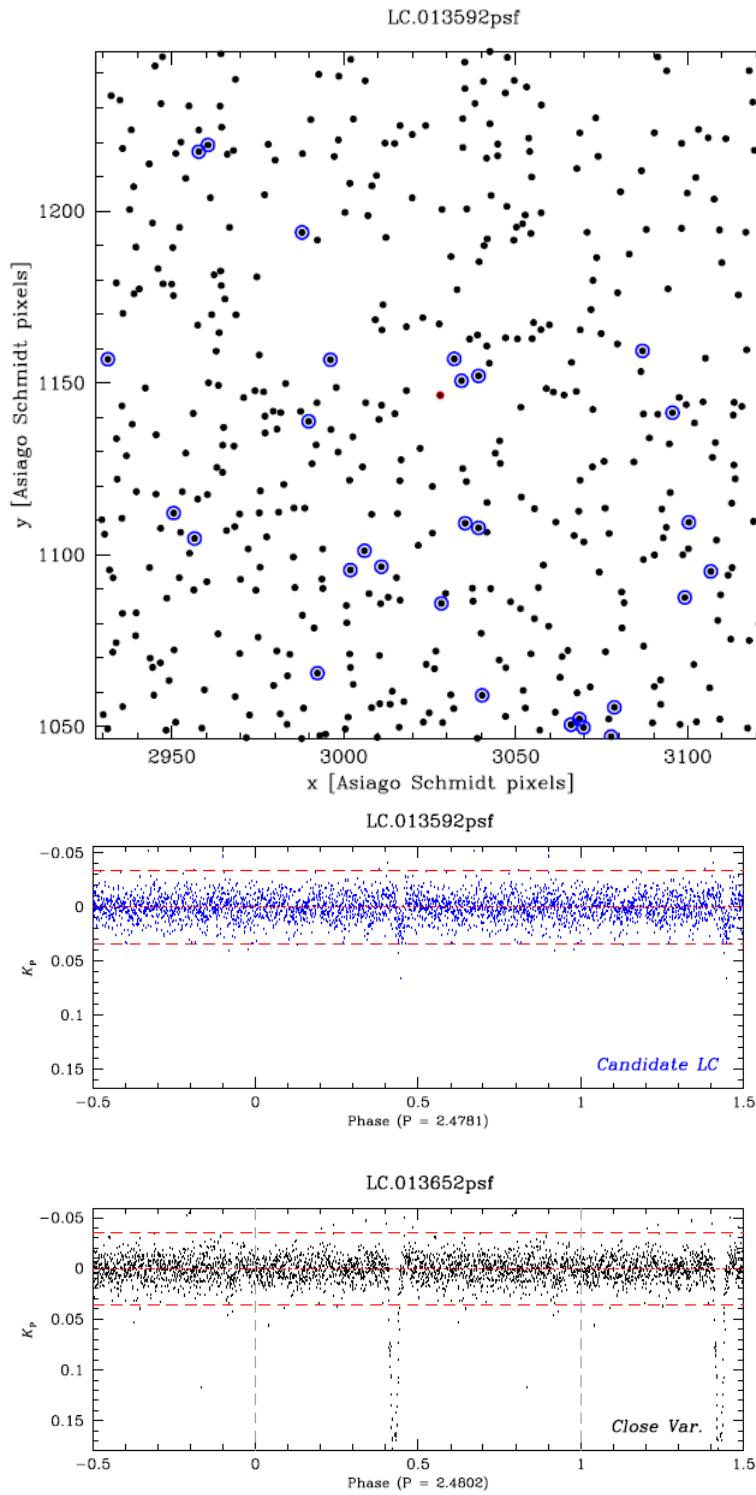 LC.013592psf
1200
1150
1100
1050
y [Asiago Schmidt pixels]
2950 3000 3050 3100
x [Asiago Schmidt pixels]
LC.013592psf
-0.05
0
0.05
0.1
0.15
K_P
Candidate LC
-0.5 0 0.5 1 1.5
Phase (P = 2.4781)
LC.013652psf
-0.05
0
0.05
0.1
0.15
K_P
Close Var.
-0.5 0 0.5 1 1.5
Phase (P = 2.4802)